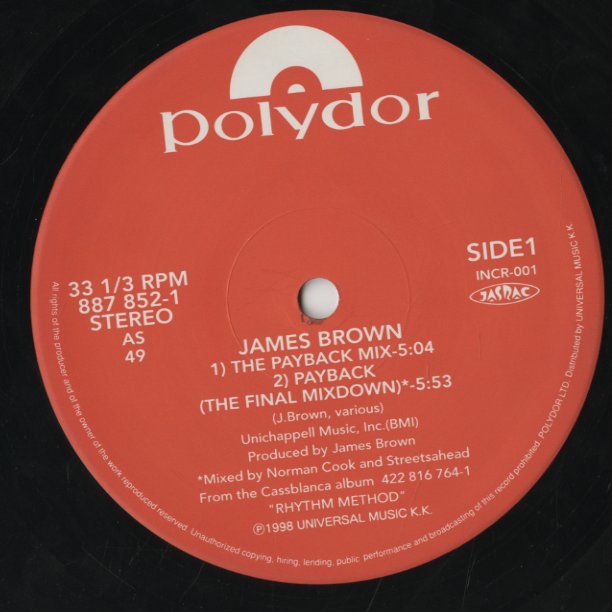 polydor
SIDE1
INCR-001
JASRAC
33 1/3 RPM
887 852-1
STEREO
AS
49
JAMES BROWN
1) THE PAYBACK MIX-5:04
2) PAYBACK
(THE FINAL MIXDOWN)*-5:53
(J.Brown, various)
Unichappell Music, Inc.(BMI)
Produced by James Brown
*Mixed by Norman Cook and Streetsahead
From the Cassblanca album 422 816 764-1
"RHYTHM METHOD"
Ⓟ1998 UNIVERSAL MUSIC K.K.
All rights of the producer and of the owner of the work reproduced reserved. Unauthorized copying, hiring, lending, public performance and broadcasting of this record prohibited. POLYDOR LTD. Distributed by UNIVERSAL MUSIC K.K.